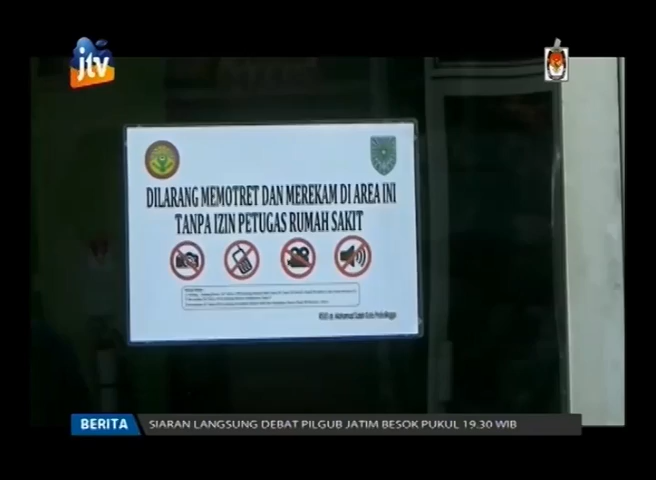 jtv
DILARANG MEMOTRET DAN MEREKAM DI AREA INI
TANPA IZIN PETUGAS RUMAH SAKIT
BERITA
SIARAN LANGSUNG DEBAT PILGUB JATIM BESOK PUKUL 19.30 WIB